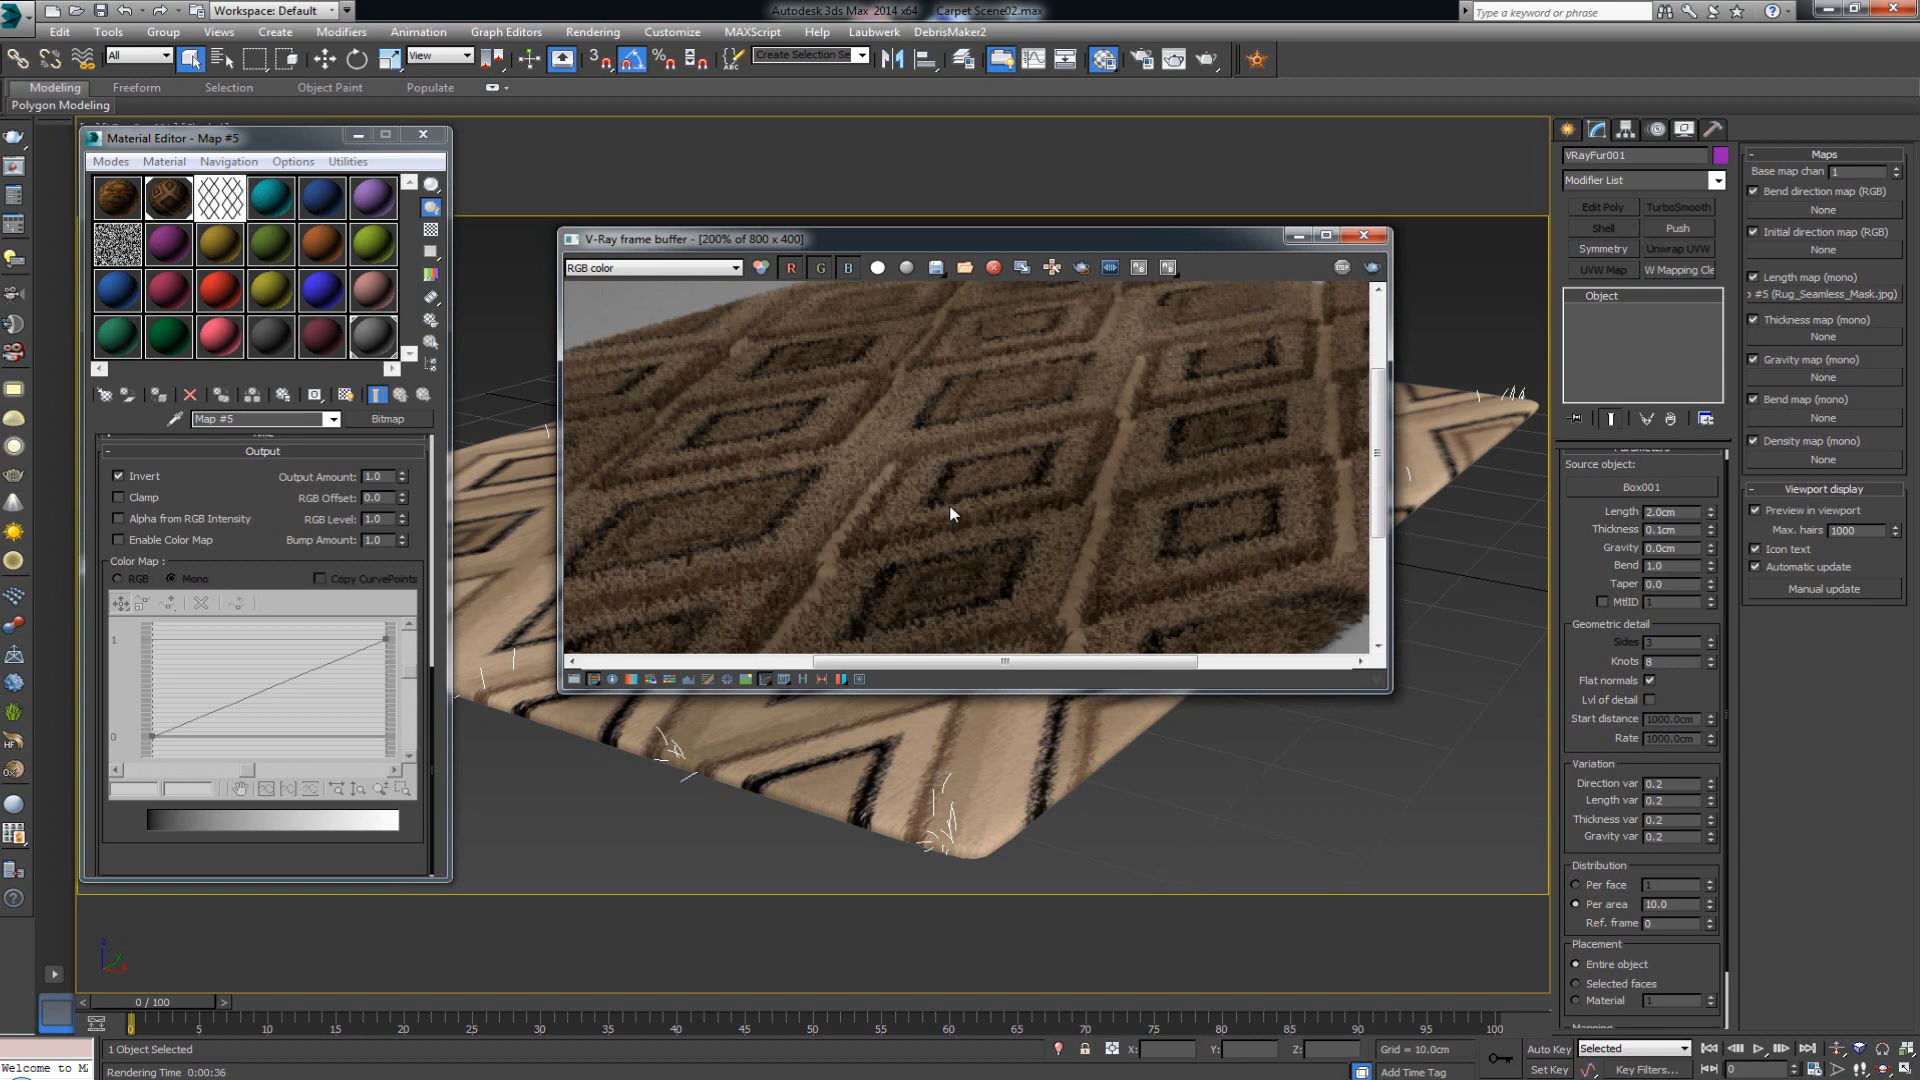 Workspace: Default
Autodesk 3ds Max 2014 x64 Carpet Scene02.max
Type a keyword or phrase
Edit Tools Group Views Create Modifiers Animation Graph Editors Rendering Customize MAXScript Help Laubwerk DebrisMaker2
All View Create Selection Se
Modeling Freeform Selection Object Paint Populate
Polygon Modeling
Material Editor - Map #5
Modes Material Navigation Options Utilities
Map #5 Bitmap
Output
Invert Output Amount: 1.0
Clamp RGB Offset: 0.0
Alpha from RGB Intensity RGB Level: 1.0
Enable Color Map Bump Amount: 1.0
Color Map :
RGB Mono Copy CurvePoints
1
0
V-Ray frame buffer - [200% of 800 x 400]
RGB color R G B
STOP
VRayFur001
Modifier List
Edit Poly TurboSmooth
Shell Push
Symmetry Unwrap UVW
UVW Map W Mapping Cle
Object
Parameters
Source object:
Box001
Length 2.0cm
Thickness 0.1cm
Gravity 0.0cm
Bend 1.0
Taper 0.0
MtlID 1
Geometric detail
Sides 3
Knots 8
Flat normals
Lvl of detail
Start distance 1000.0cm
Rate 1000.0cm
Variation
Direction var 0.2
Length var 0.2
Thickness var 0.2
Gravity var 0.2
Distribution
Per face 1
Per area 10.0
Ref. frame 0
Placement
Entire object
Selected faces
Material 1
Maps
Base map chan 1
Bend direction map (RGB)
None
Initial direction map (RGB)
None
Length map (mono)
#5 (Rug_Seamless_Mask.jpg)
Thickness map (mono)
None
Gravity map (mono)
None
Bend map (mono)
None
Density map (mono)
None
Viewport display
Preview in viewport
Max. hairs 1000
Icon text
Automatic update
Manual update
0 / 100
0 5 10 15 20 25 30 35 40 45 50 55 60 65 70 75 80 85 90 95 100
1 Object Selected X: Y: Z: Grid = 10.0cm Auto Key Selected
Welcome to M
Rendering Time 0:00:36 Add Time Tag Set Key Key Filters... 0